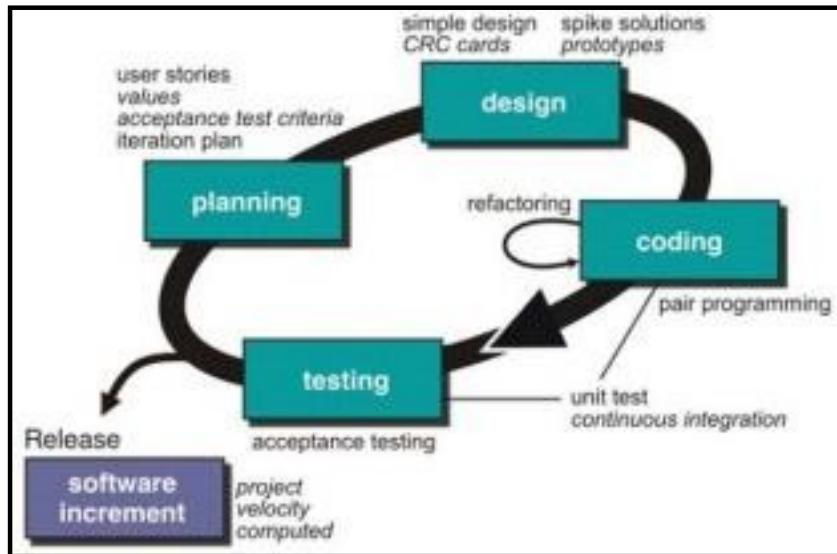 simple design
CRC cards
spike solutions
prototypes
user stories
values
acceptance test criteria
iteration plan
design
planning
refactoring
coding
pair programming
testing
unit test
continuous integration
acceptance testing
Release
software
increment
project
velocity
computed